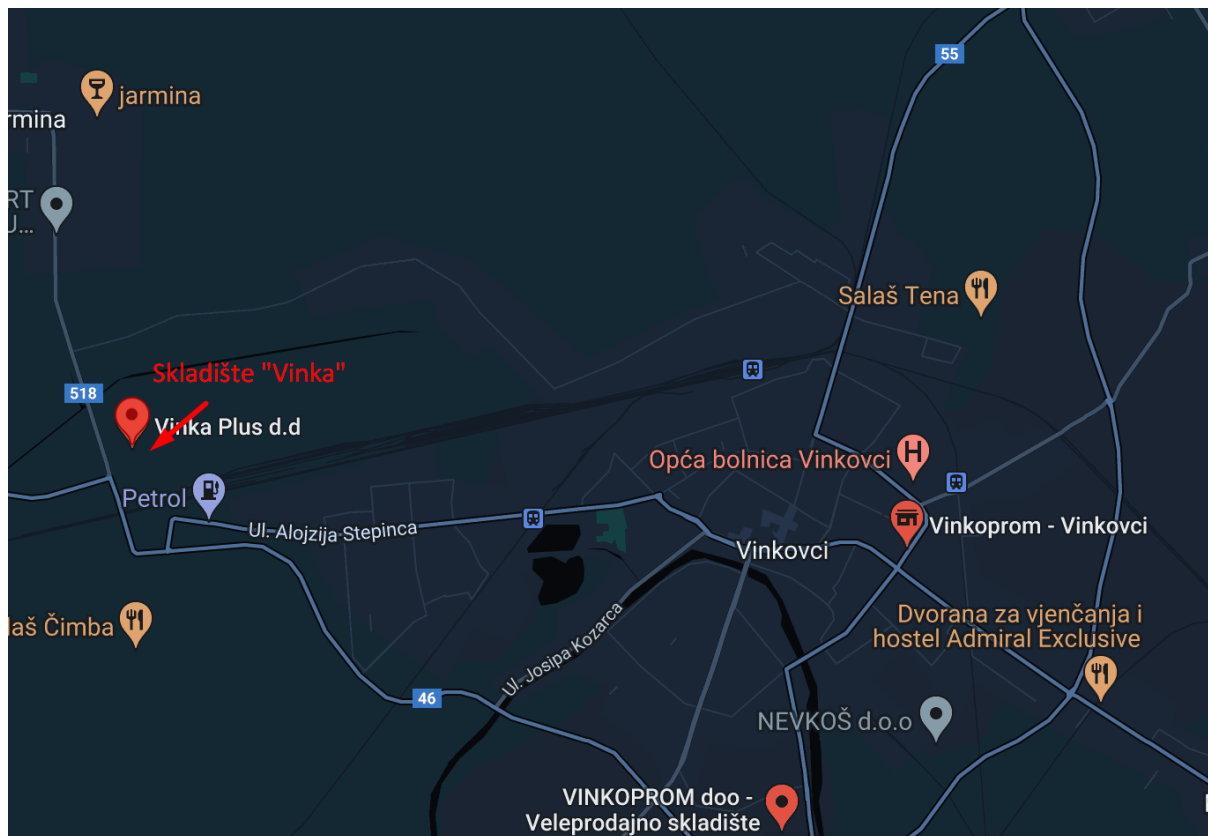 55
jarmina
rmina
RT
J...
Salaš Tena
Skladište "Vinka"
518
Vinka Plus d.d
Opća bolnica Vinkovci
H
Petrol
Ul. Alojzija Stepinca
Vinkoprom - Vinkovci
Vinkovci
Dvorana za vjenčanja i
hostel Admiral Exclusive
laš Čimba
Ul. Josipa Kozarca
46
NEVKOŠ d.o.o
VINKOPROM doo -
Veleprodajno skladište